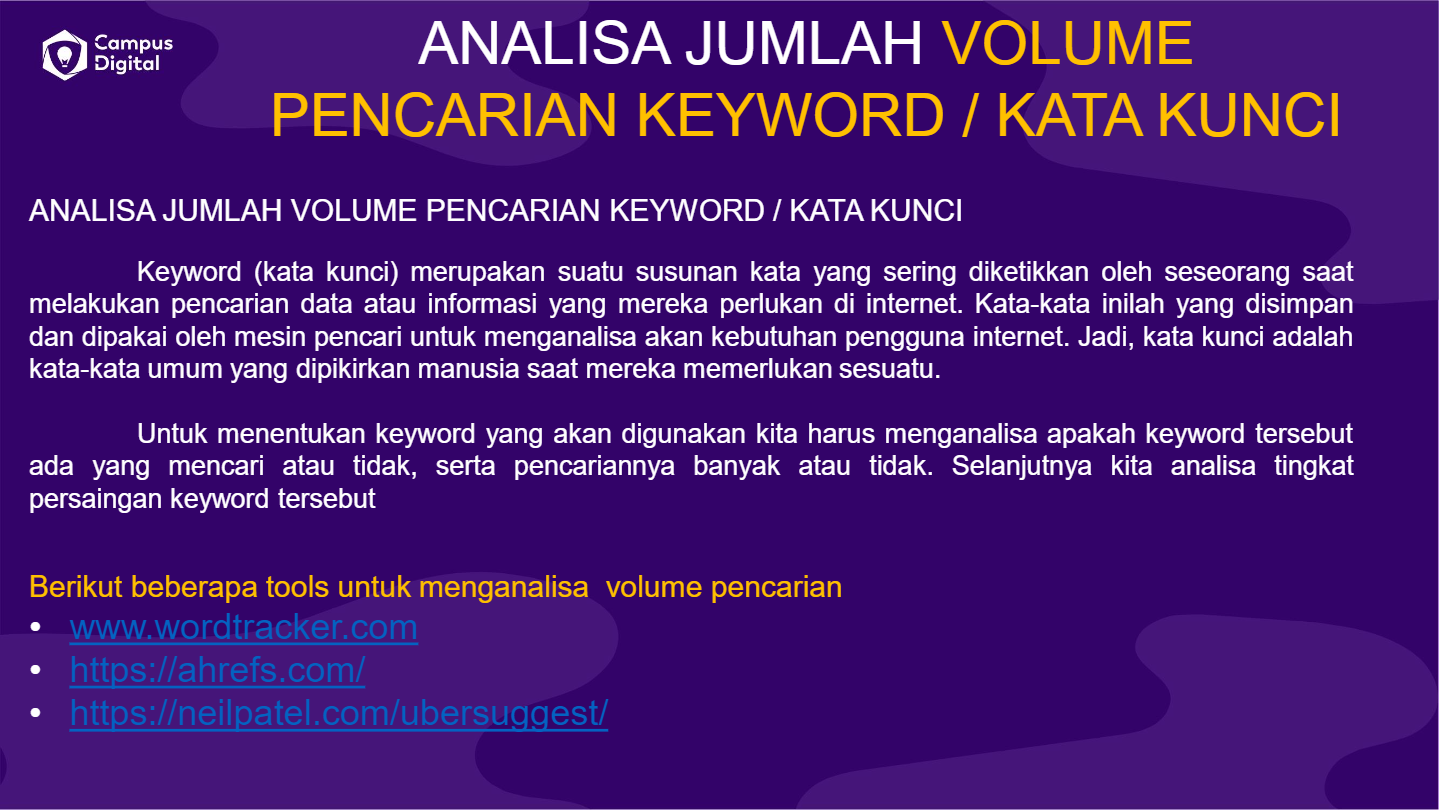 Campus
Digital
ANALISA JUMLAH VOLUME
PENCARIAN KEYWORD / KATA KUNCI
ANALISA JUMLAH VOLUME PENCARIAN KEYWORD / KATA KUNCI
Keyword (kata kunci) merupakan suatu susunan kata yang sering diketikkan oleh seseorang saat
melakukan pencarian data atau informasi yang mereka perlukan di internet. Kata-kata inilah yang disimpan
dan dipakai oleh mesin pencari untuk menganalisa akan kebutuhan pengguna internet. Jadi, kata kunci adalah
kata-kata umum yang dipikirkan manusia saat mereka memerlukan sesuatu.
Untuk menentukan keyword yang akan digunakan kita harus menganalisa apakah keyword tersebut
ada yang mencari atau tidak, serta pencariannya banyak atau tidak. Selanjutnya kita analisa tingkat
persaingan keyword tersebut
Berikut beberapa tools untuk menganalisa  volume pencarian
• www.wordtracker.com
• https://ahrefs.com/
• https://neilpatel.com/ubersuggest/